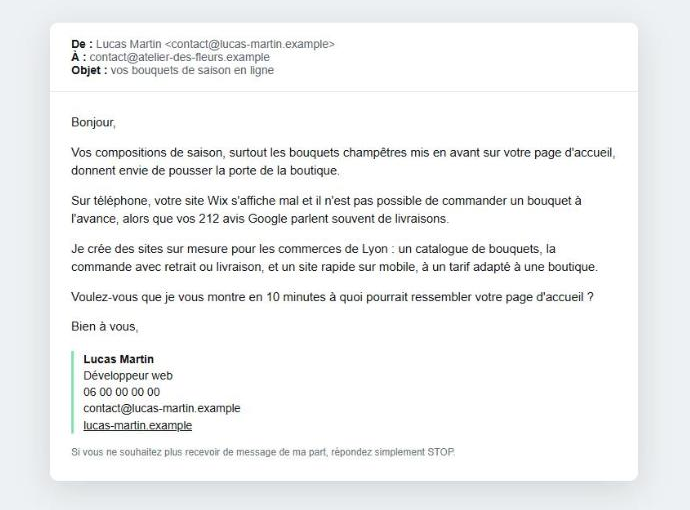 De : Lucas Martin <contact@lucas-martin.example>
À : contact@atelier-des-fleurs.example
Objet : vos bouquets de saison en ligne
Bonjour,
Vos compositions de saison, surtout les bouquets champêtres mis en avant sur votre page d'accueil,
donnent envie de pousser la porte de la boutique.
Sur téléphone, votre site Wix s'affiche mal et il n'est pas possible de commander un bouquet à
l'avance, alors que vos 212 avis Google parlent souvent de livraisons.
Je crée des sites sur mesure pour les commerces de Lyon : un catalogue de bouquets, la
commande avec retrait ou livraison, et un site rapide sur mobile, à un tarif adapté à une boutique.
Voulez-vous que je vous montre en 10 minutes à quoi pourrait ressembler votre page d'accueil ?
Bien à vous,
Lucas Martin
Développeur web
06 00 00 00 00
contact@lucas-martin.example
lucas-martin.example
Si vous ne souhaitez plus recevoir de message de ma part, répondez simplement STOP.